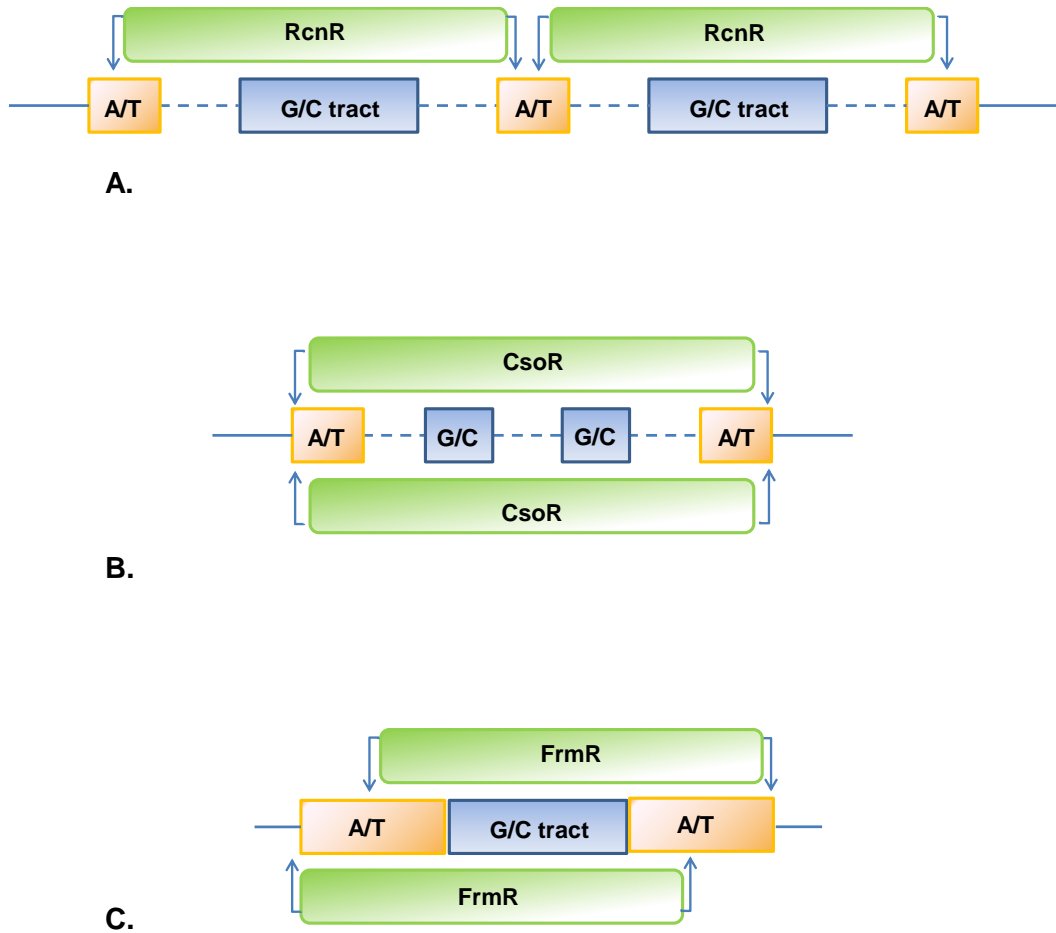 RcnR RcnR
A/T G/C tract A/T G/C tract A/T
A.
CsoR
A/T G/C G/C A/T
CsoR
B.
FrmR
A/T G/C tract A/T
FrmR
C.